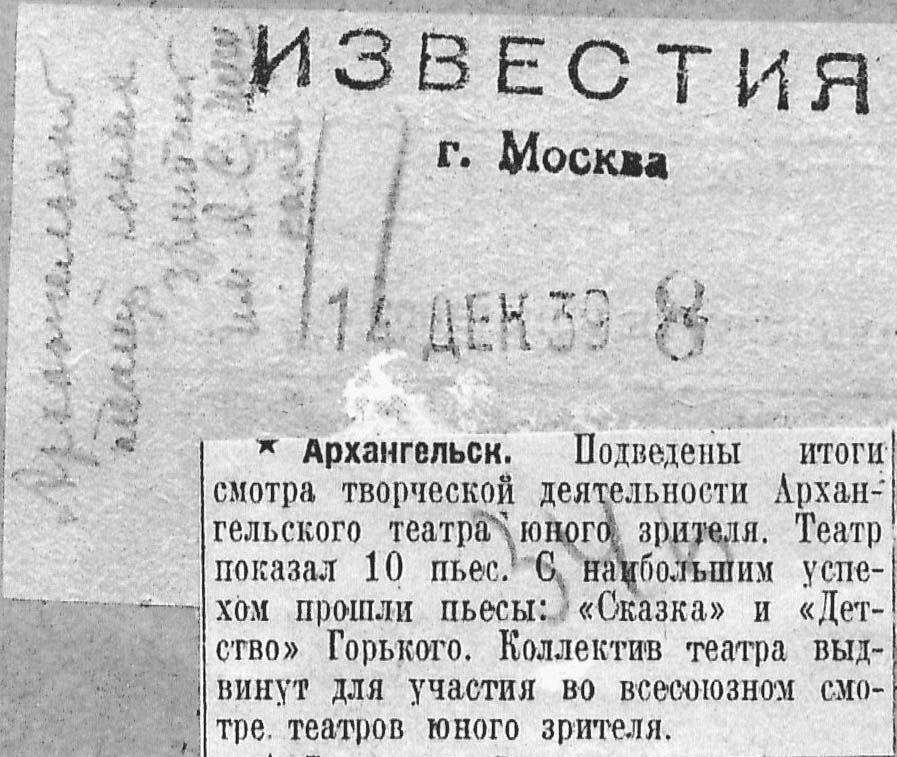 ИЗВЕСТИЯ
г. Москва
14 ДЕК 39 8
★ Архангельск. Подведены итоги
смотра творческой деятельности Архан-
гельского театра юного зрителя. Театр
показал 10 пьес. С наибольшим успе-
хом прошли пьесы: «Сказка» и «Дет-
ство» Горького. Коллектив театра выд-
винут для участия во всесоюзном смо-
тре театров юного зрителя.